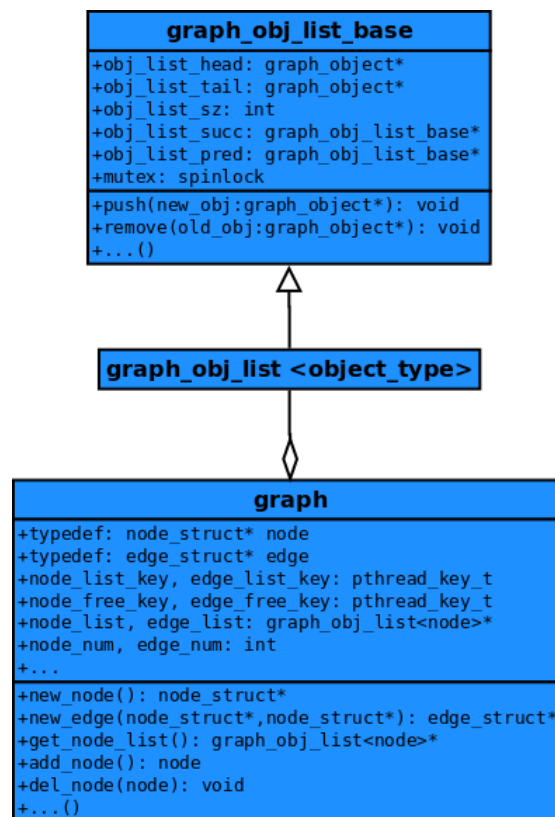 graph_obj_list_base
+obj_list_head: graph_object*
+obj_list_tail: graph_object*
+obj_list_sz: int
+obj_list_succ: graph_obj_list_base*
+obj_list_pred: graph_obj_list_base*
+mutex: spinlock
+push(new_obj:graph_object*): void
+remove(old_obj:graph_object*): void
+...()
graph_obj_list <object_type>
graph
+typedef: node_struct* node
+typedef: edge_struct* edge
+node_list_key, edge_list_key: pthread_key_t
+node_free_key, edge_free_key: pthread_key_t
+node_list, edge_list: graph_obj_list<node>*
+node_num, edge_num: int
+...
+new_node(): node_struct*
+new_edge(node_struct*,node_struct*): edge_struct*
+get_node_list(): graph_obj_list<node>*
+add_node(): node
+del_node(node): void
+...()